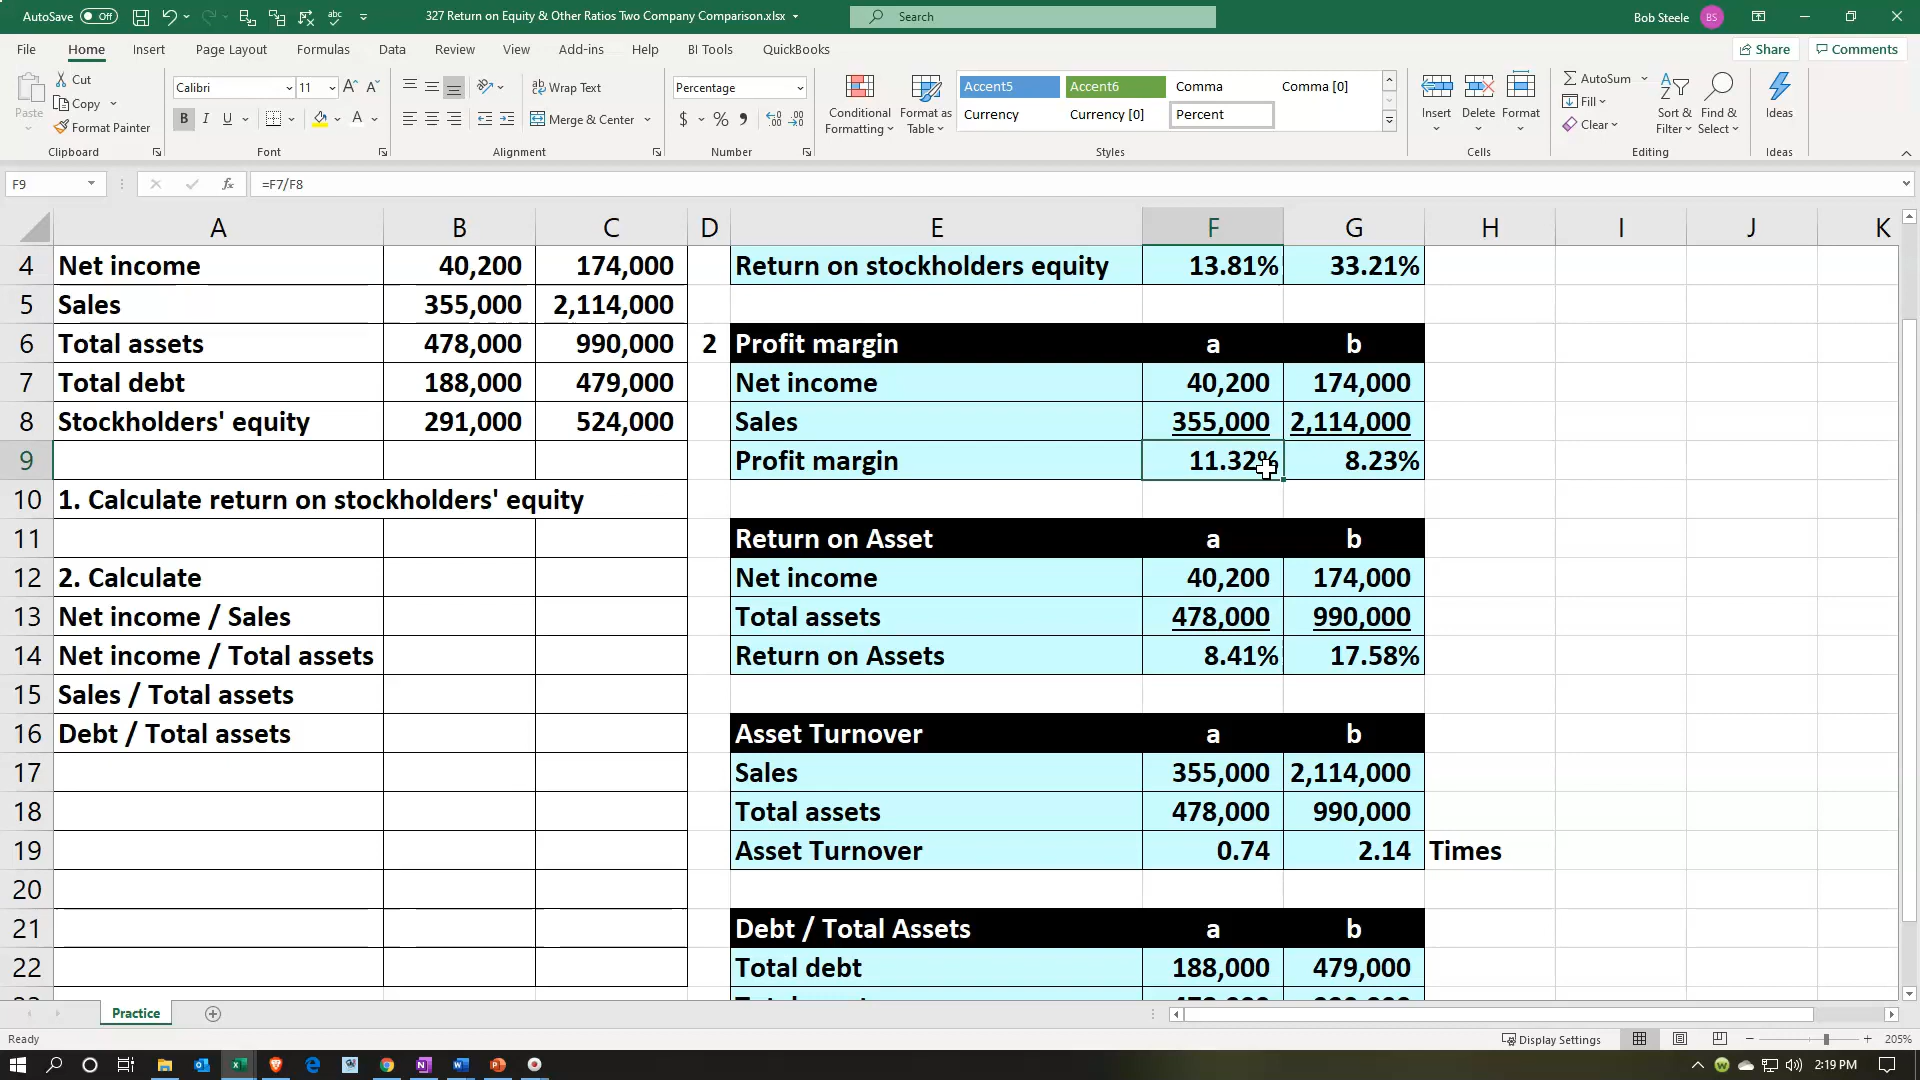 AutoSave Off 327 Return on Equity & Other Ratios Two Company Comparison.xlsx Search Bob Steele BS
File Home Insert Page Layout Formulas Data Review View Add-ins Help BI Tools QuickBooks Share Comments
Paste Cut Copy Format Painter
Calibri 11 B I U
Wrap Text Merge & Center
Percentage $ % ,
Conditional Formatting Format as Table
Accent5 Accent6 Comma Comma [0]
Currency Currency [0] Percent
Insert Delete Format
AutoSum Fill Clear Sort & Filter Find & Select
Ideas
Clipboard Font Alignment Number Styles Cells Editing Ideas
F9 fx =F7/F8
A B C D E F G H I J K
4 Net income 40,200 174,000 Return on stockholders equity 13.81% 33.21%
5 Sales 355,000 2,114,000
6 Total assets 478,000 990,000 2 Profit margin a b
7 Total debt 188,000 479,000 Net income 40,200 174,000
8 Stockholders' equity 291,000 524,000 Sales 355,000 2,114,000
9 Profit margin 11.32% 8.23%
10 1. Calculate return on stockholders' equity
11 Return on Asset a b
12 2. Calculate Net income 40,200 174,000
13 Net income / Sales Total assets 478,000 990,000
14 Net income / Total assets Return on Assets 8.41% 17.58%
15 Sales / Total assets
16 Debt / Total assets Asset Turnover a b
17 Sales 355,000 2,114,000
18 Total assets 478,000 990,000
19 Asset Turnover 0.74 2.14 Times
20
21 Debt / Total Assets a b
22 Total debt 188,000 479,000
Practice
Ready Display Settings 205%
2:19 PM